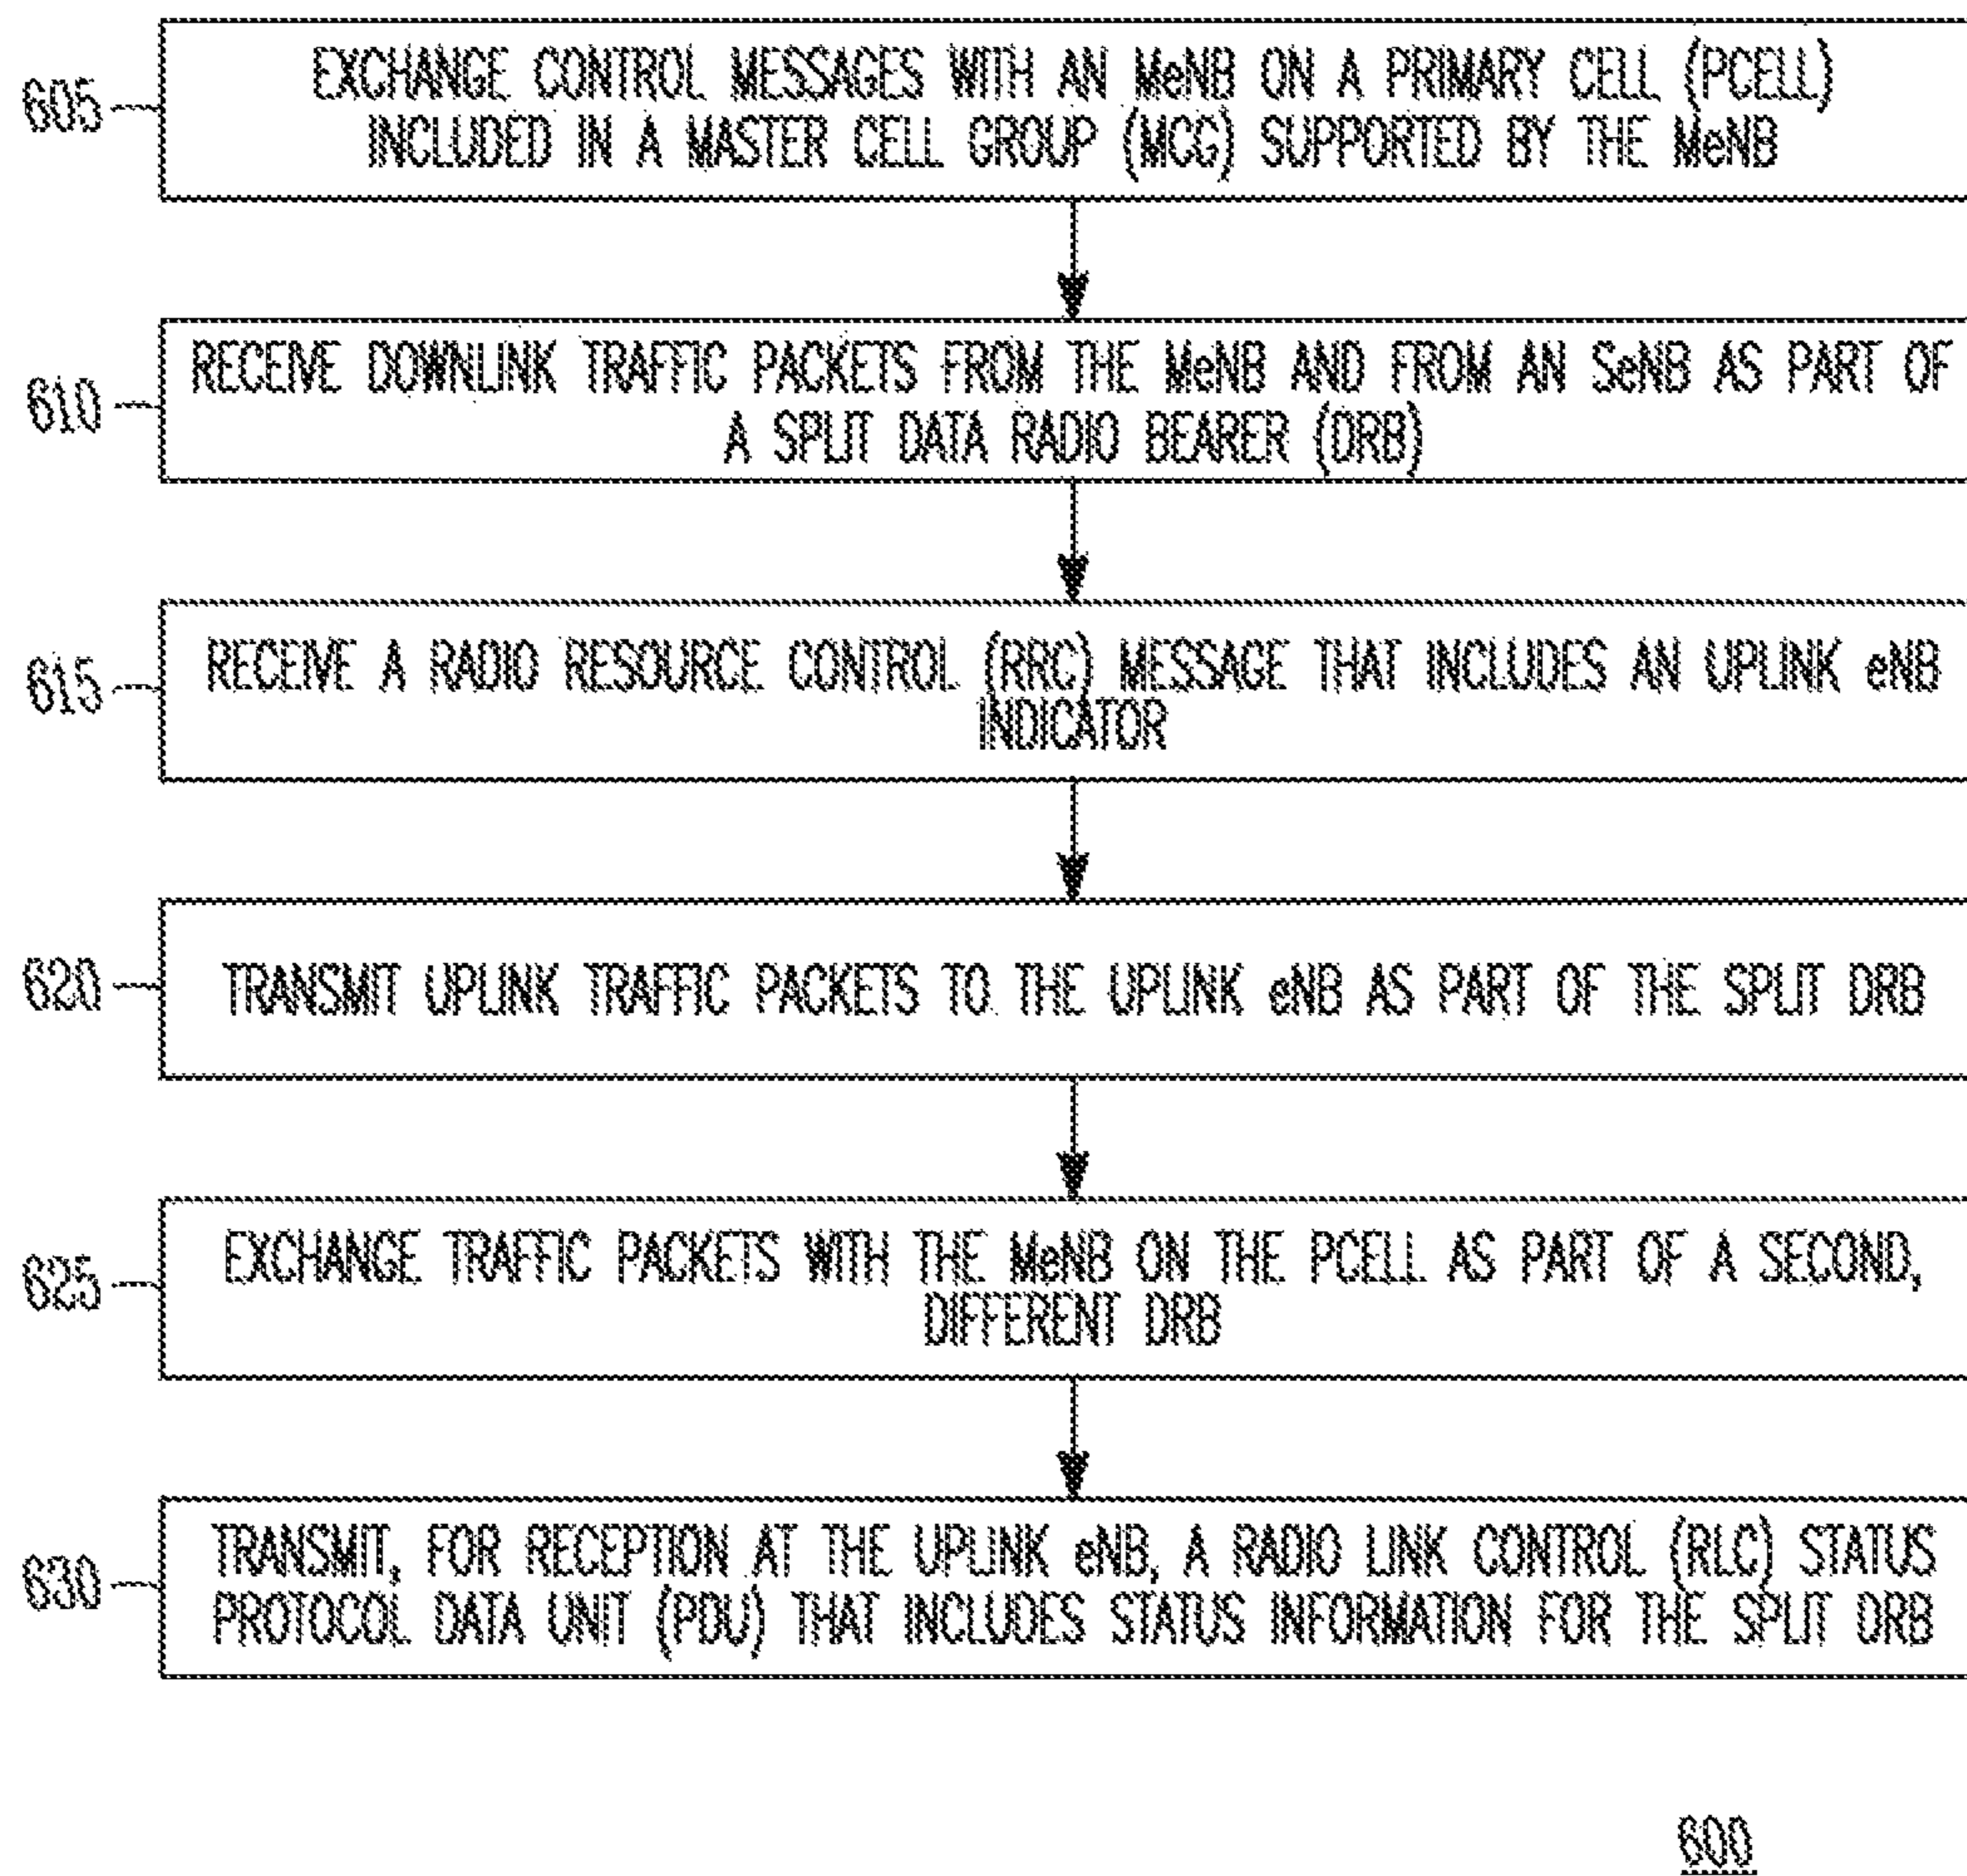 605
EXCHANGE CONTROL MESSAGES WITH AN MeNB ON A PRIMARY CELL (PCELL)
INCLUDED IN A MASTER CELL GROUP (MCG) SUPPORTED BY THE MeNB
610
RECEIVE DOWNLINK TRAFFIC PACKETS FROM THE MeNB AND FROM AN SeNB AS PART OF
A SPLIT DATA RADIO BEARER (DRB)
615
RECEIVE A RADIO RESOURCE CONTROL (RRC) MESSAGE THAT INCLUDES AN UPLINK eNB
INDICATOR
620
TRANSMIT UPLINK TRAFFIC PACKETS TO THE UPLINK eNB AS PART OF THE SPLIT DRB
625
EXCHANGE TRAFFIC PACKETS WITH THE MeNB ON THE PCELL AS PART OF A SECOND,
DIFFERENT DRB
630
TRANSMIT, FOR RECEPTION AT THE UPLINK eNB, A RADIO LINK CONTROL (RLC) STATUS
PROTOCOL DATA UNIT (PDU) THAT INCLUDES STATUS INFORMATION FOR THE SPLIT DRB
600